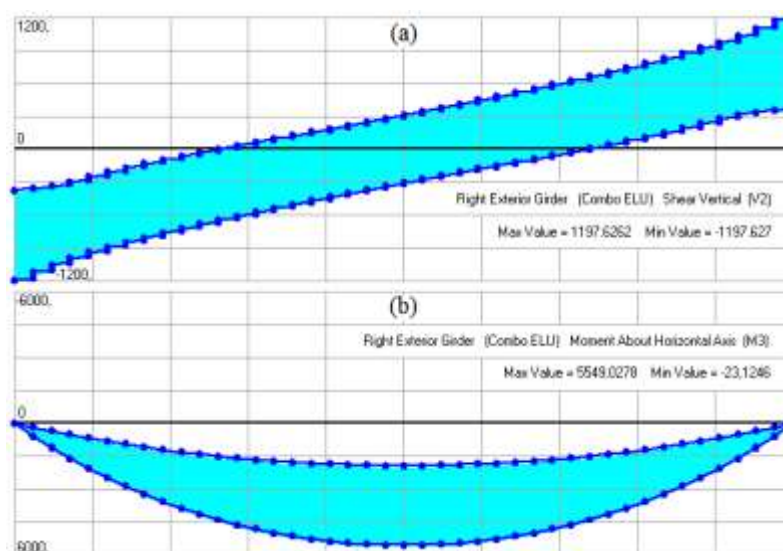 1200.
(a)
0
Right Exterior Girder (Combo ELU) Shear Vertical (V2)
Max Value = 1197.6262 Min Value = -1197.627
-1200.
-6000.
(b)
Right Exterior Girder (Combo ELU) Moment About Horizontal Axis (M3)
Max Value = 5549.0278 Min Value = -23.1246
0
6000.